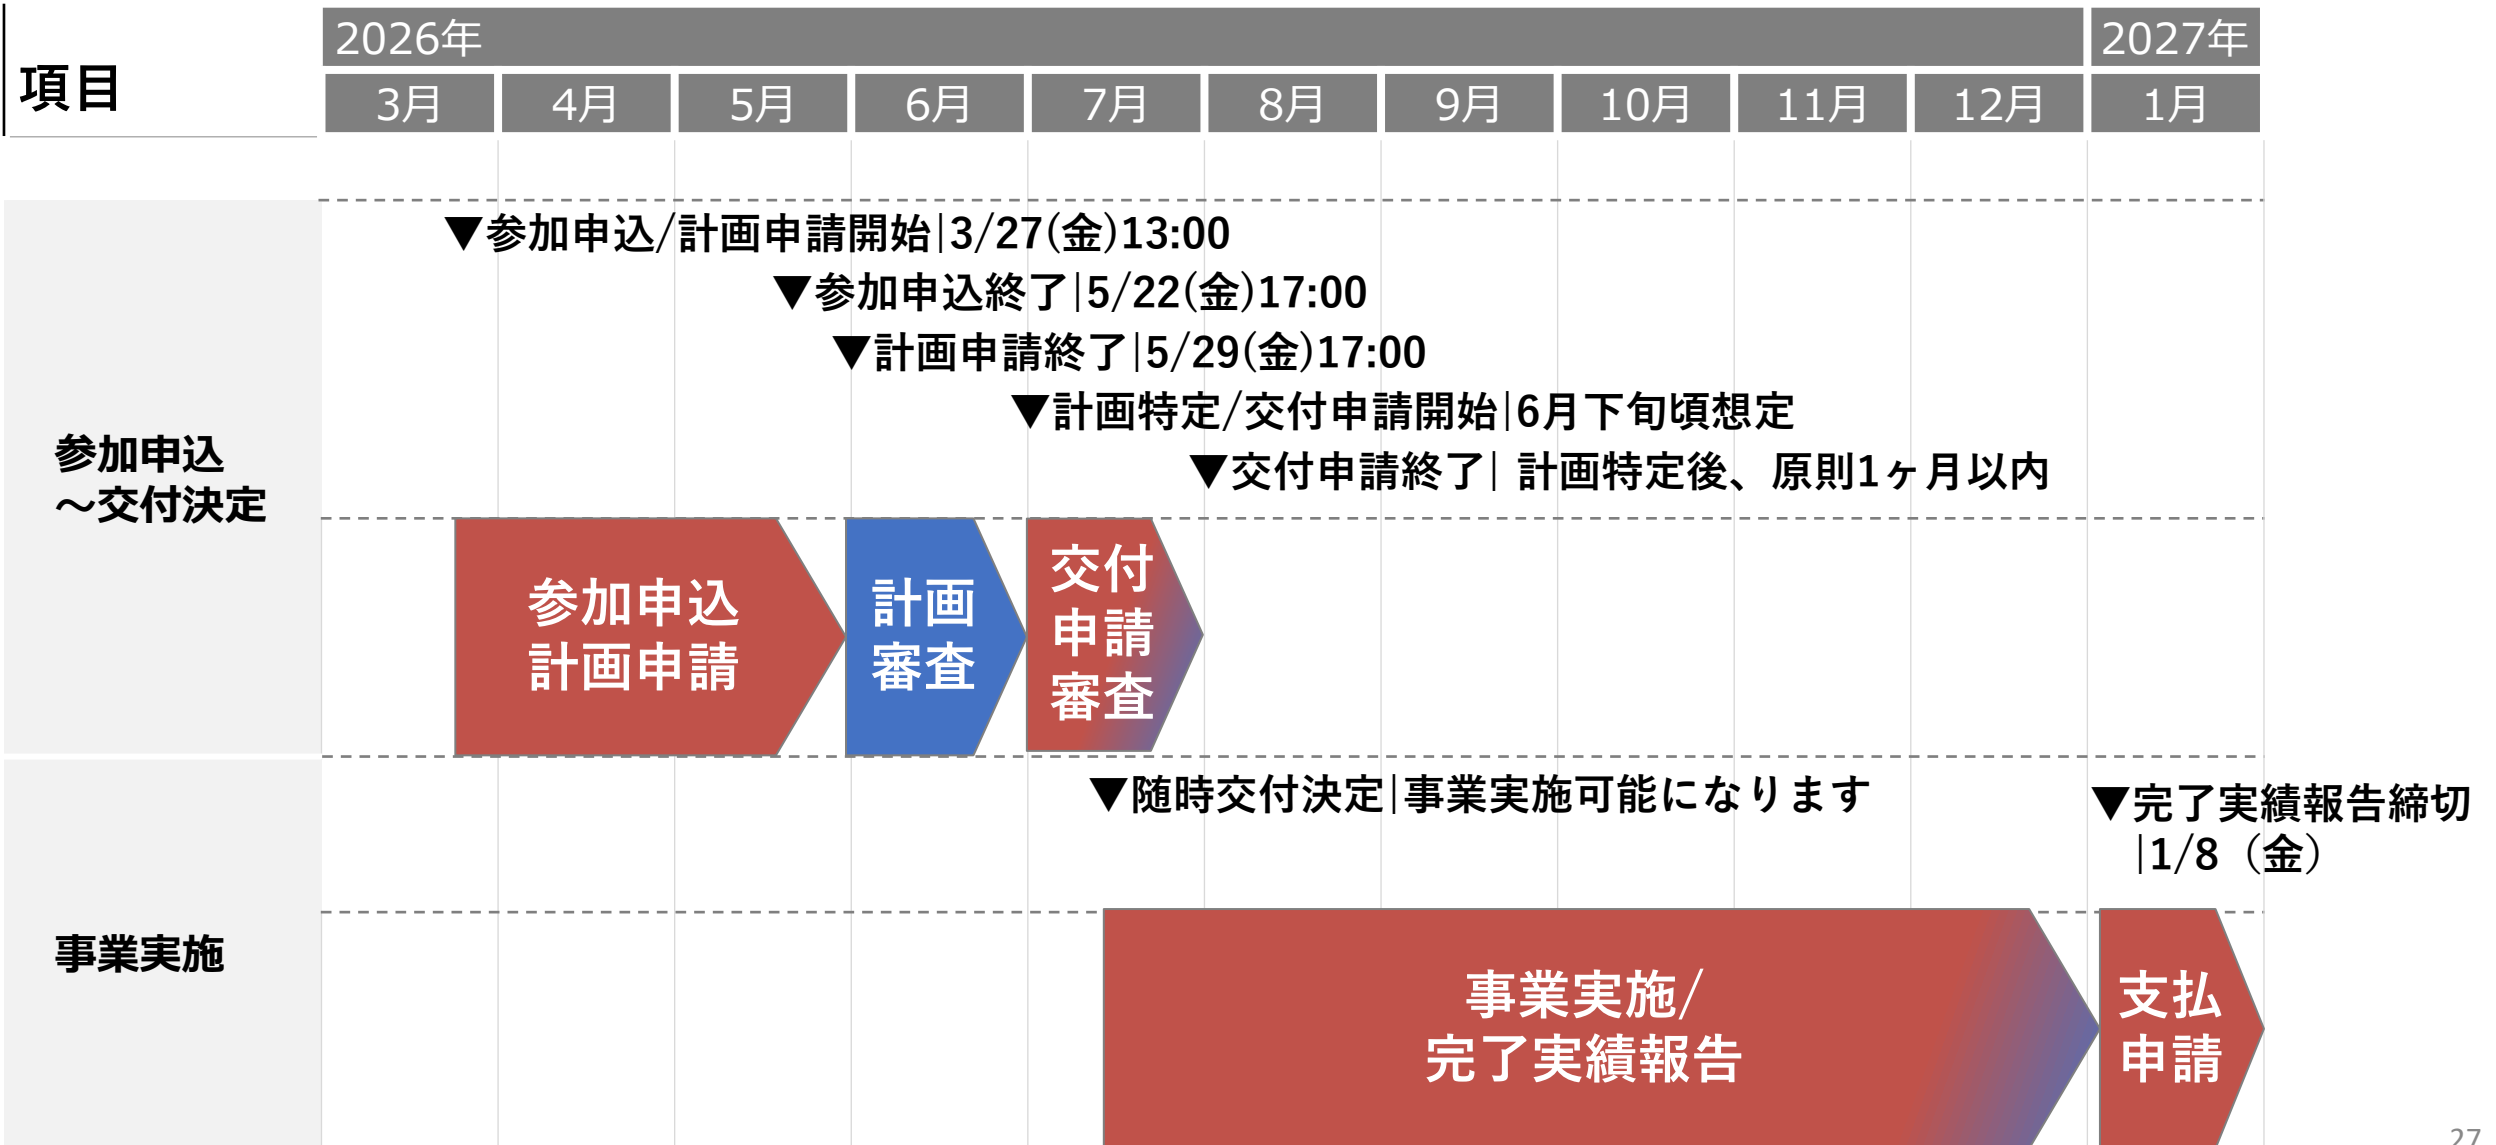 項目
2026年
2027年
3月
4月
5月
6月
7月
8月
9月
10月
11月
12月
1月
参加申込
～交付決定
▼参加申込/計画申請開始|3/27(金)13:00
▼参加申込終了|5/22(金)17:00
▼計画申請終了|5/29(金)17:00
▼計画特定/交付申請開始|6月下旬頃想定
▼交付申請終了| 計画特定後、原則1ヶ月以内
参加申込
計画申請
計画
審査
交付
申請
審査
事業実施
▼随時交付決定|事業実施可能になります
▼完了実績報告締切
|1/8（金）
事業実施/
完了実績報告
支払
申請
27